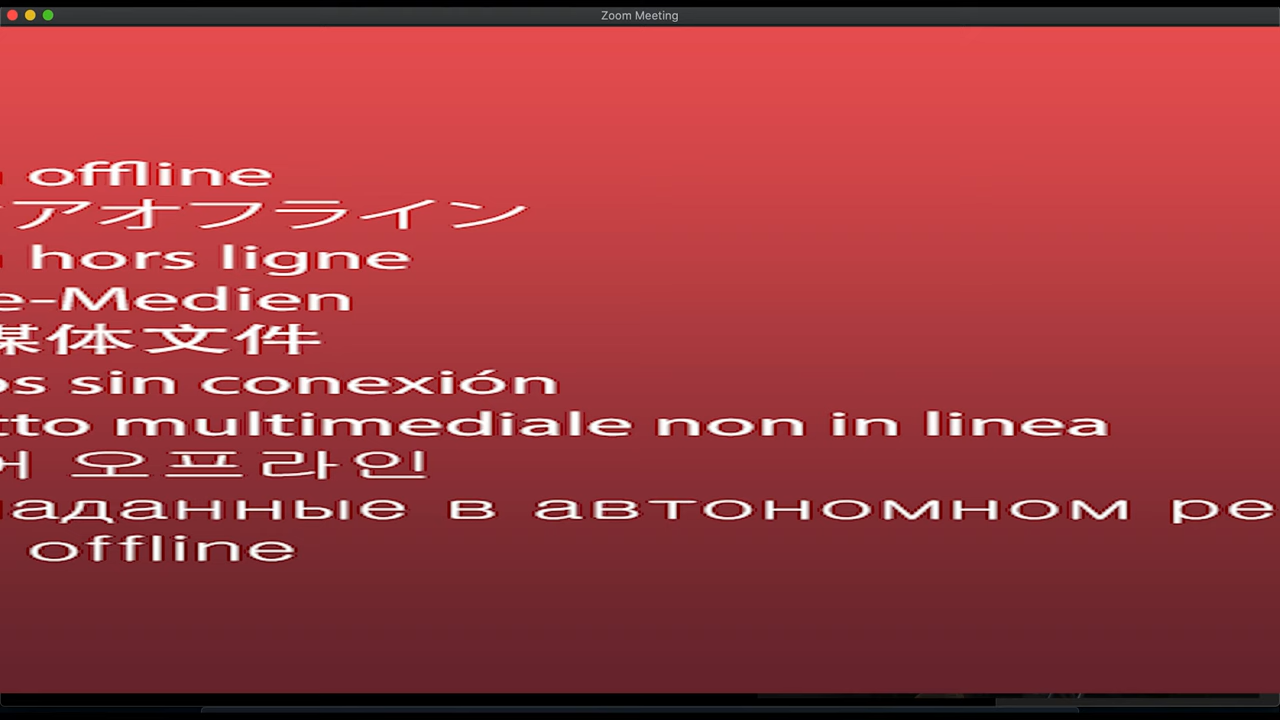 Zoom Meeting
offline
アオフライン
hors ligne
e-Medien
媒体文件
os sin conexión
tto multimediale non in linea
어 오프라인
аданные в автономном ре
offline